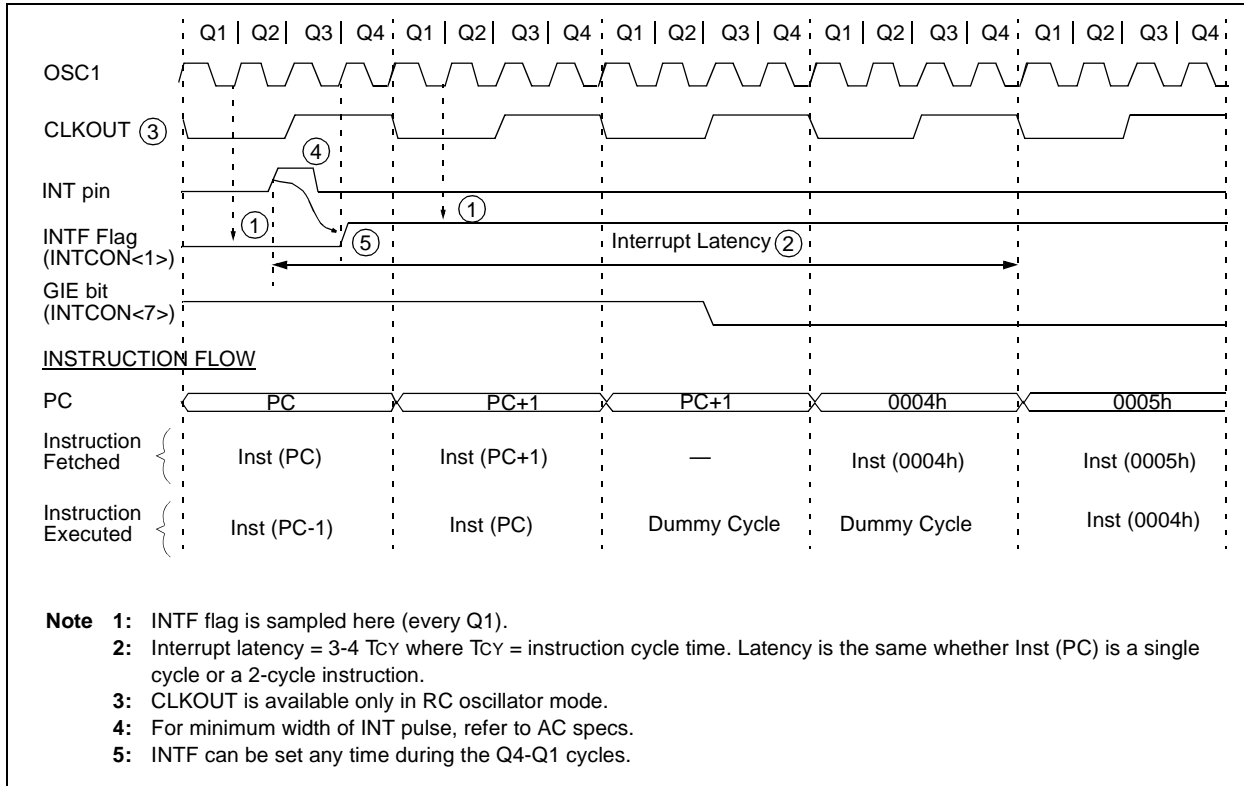 Q1 | Q2 | Q3 | Q4 Q1 | Q2 | Q3 | Q4 Q1 | Q2 | Q3 | Q4 Q1 | Q2 | Q3 | Q4 Q1 | Q2 | Q3 | Q4
OSC1
CLKOUT 3
4
INT pin
1 1
INTF Flag
(INTCON<1>)
5 Interrupt Latency 2
GIE bit
(INTCON<7>)
INSTRUCTION FLOW
PC PC PC+1 PC+1 0004h 0005h
Instruction
Fetched
Inst (PC) Inst (PC+1) — Inst (0004h) Inst (0005h)
Instruction
Executed
Inst (PC-1) Inst (PC) Dummy Cycle Dummy Cycle Inst (0004h)
Note 1: INTF flag is sampled here (every Q1).
2: Interrupt latency = 3-4 TCY where TCY = instruction cycle time. Latency is the same whether Inst (PC) is a single
cycle or a 2-cycle instruction.
3: CLKOUT is available only in RC oscillator mode.
4: For minimum width of INT pulse, refer to AC specs.
5: INTF can be set any time during the Q4-Q1 cycles.